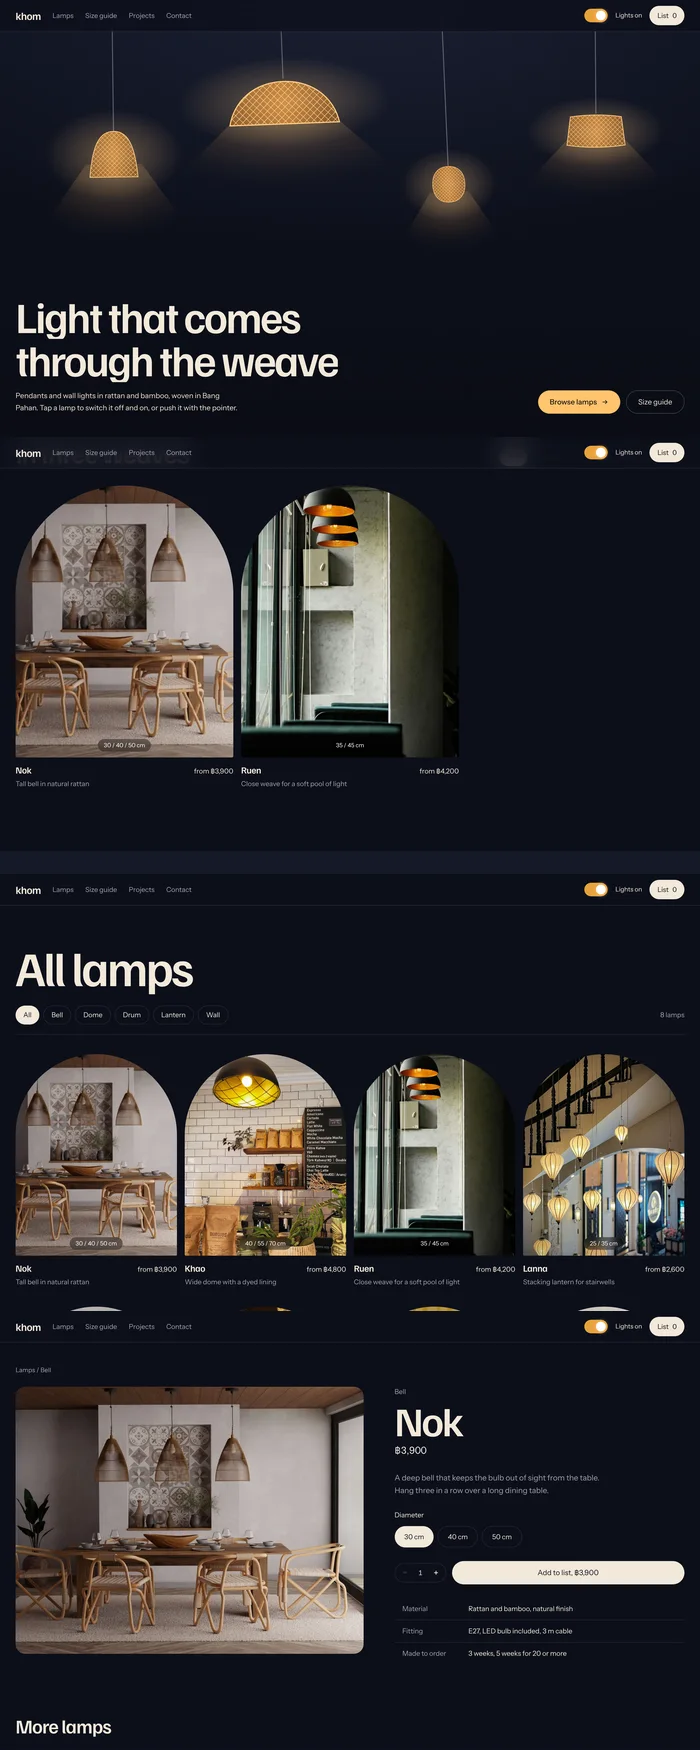 khom Lamps Size guide Projects Contact Lights on List 0
Light that comes
through the weave
Pendants and wall lights in rattan and bamboo, woven in Bang
Pahan. Tap a lamp to switch it off and on, or push it with the pointer.
Browse lamps → Size guide
khom Lamps Size guide Projects Contact Lights on List 0
30 / 40 / 50 cm
35 / 45 cm
Nok from ฿3,900
Tall bell in natural rattan
Ruen from ฿4,200
Close weave for a soft pool of light
khom Lamps Size guide Projects Contact Lights on List 0
All lamps
All Bell Dome Drum Lantern Wall 8 lamps
30 / 40 / 50 cm
40 / 55 / 70 cm
35 / 45 cm
25 / 35 cm
Nok from ฿3,900
Tall bell in natural rattan
Khao from ฿4,800
Wide dome with a dyed lining
Ruen from ฿4,200
Close weave for a soft pool of light
Lanna from ฿2,600
Stacking lantern for stairwells
khom Lamps Size guide Projects Contact Lights on List 0
Lamps / Bell
Bell
Nok
฿3,900
A deep bell that keeps the bulb out of sight from the table.
Hang three in a row over a long dining table.
Diameter
30 cm 40 cm 50 cm
− 1 + Add to list, ฿3,900
Material Rattan and bamboo, natural finish
Fitting E27, LED bulb included, 3 m cable
Made to order 3 weeks, 5 weeks for 20 or more
More lamps